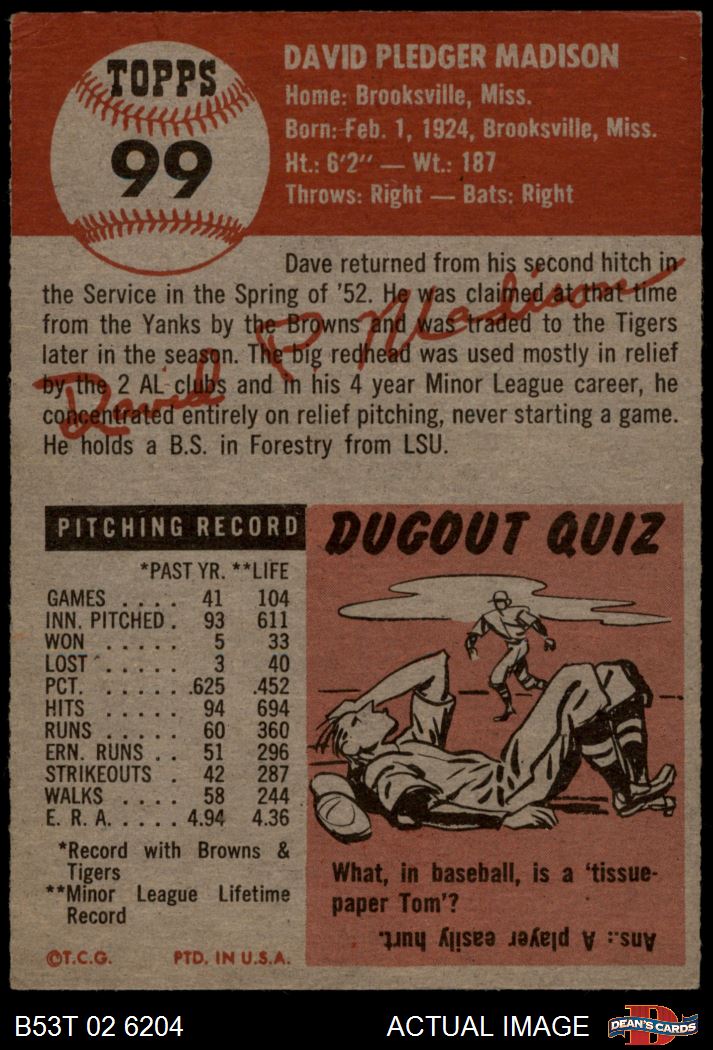 TOPPS
99
DAVID PLEDGER MADISON
Home: Brooksville, Miss.
Born: Feb. 1, 1924, Brooksville, Miss.
Ht.: 6'2" — Wt.: 187
Throws: Right — Bats: Right
Dave returned from his second hitch in
the Service in the Spring of '52. He was claimed at that time
from the Yanks by the Browns and was traded to the Tigers
later in the season. The big redhead was used mostly in relief
by the 2 AL clubs and in his 4 year Minor League career, he
concentrated entirely on relief pitching, never starting a game.
He holds a B.S. in Forestry from LSU.
David P. Madison
PITCHING RECORD
*PAST YR. **LIFE
GAMES . . . . 41 104
INN. PITCHED . 93 611
WON . . . . . 5 33
LOST . . . . . 3 40
PCT. . . . . . .625 .452
HITS . . . . . 94 694
RUNS . . . . . 60 360
ERN. RUNS . . 51 296
STRIKEOUTS . 42 287
WALKS . . . . 58 244
E. R. A. . . . . 4.94 4.36
*Record with Browns &
Tigers
**Minor League Lifetime
Record
©T.C.G. PTD. IN U.S.A.
DUGOUT QUIZ
What, in baseball, is a 'tissue-
paper Tom'?
Ans.: A player easily hurt.
B53T 02 6204 ACTUAL IMAGE
D
DEAN'S CARDS